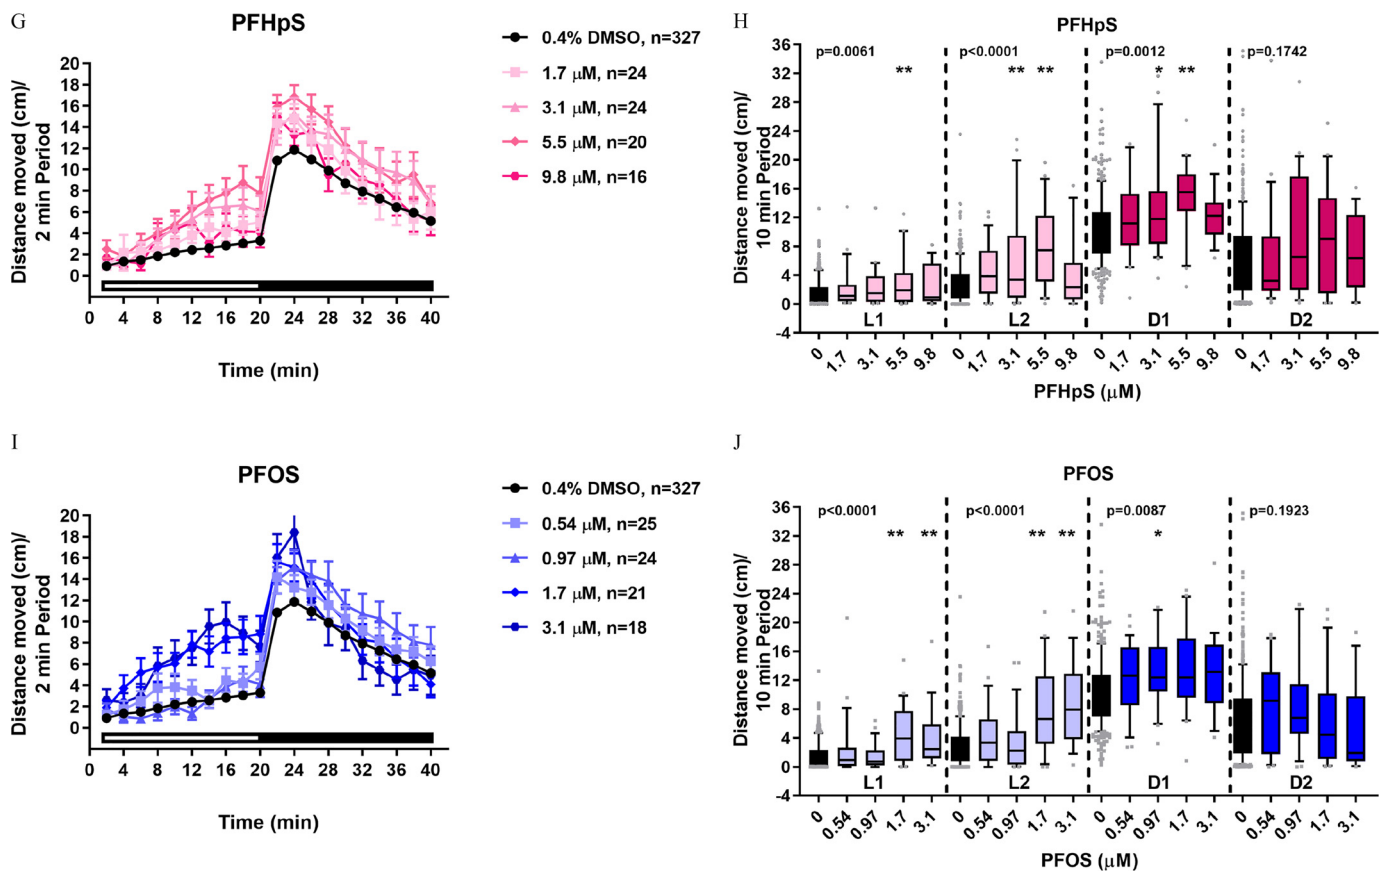 G
PFHpS
Distance moved (cm)/
2 min Period
20
18
16
14
12
10
8
6
4
2
0
0 4 8 12 16 20 24 28 32 36 40
Time (min)
0.4% DMSO, n=327
1.7 μM, n=24
3.1 μM, n=24
5.5 μM, n=20
9.8 μM, n=16
H
PFHpS
Distance moved (cm)/
10 min Period
36
32
28
24
20
16
12
8
4
0
-4
p=0.0061 p<0.0001 p=0.0012 p=0.1742
** ** ** * **
L1 L2 D1 D2
0 1.7 3.1 5.5 9.8 0 1.7 3.1 5.5 9.8 0 1.7 3.1 5.5 9.8 0 1.7 3.1 5.5 9.8
PFHpS (μM)
I
PFOS
Distance moved (cm)/
2 min Period
20
18
16
14
12
10
8
6
4
2
0
0 4 8 12 16 20 24 28 32 36 40
Time (min)
0.4% DMSO, n=327
0.54 μM, n=25
0.97 μM, n=24
1.7 μM, n=21
3.1 μM, n=18
J
PFOS
Distance moved (cm)/
10 min Period
36
32
28
24
20
16
12
8
4
0
-4
p<0.0001 p<0.0001 p=0.0087 p=0.1923
** ** ** ** *
L1 L2 D1 D2
0 0.54 0.97 1.7 3.1 0 0.54 0.97 1.7 3.1 0 0.54 0.97 1.7 3.1 0 0.54 0.97 1.7 3.1
PFOS (μM)